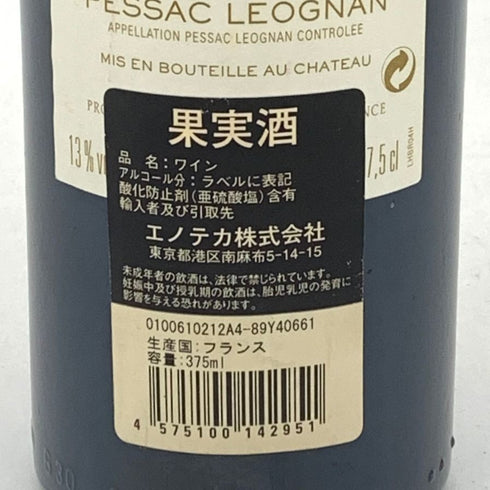 PESSAC LEOGNAN
APPELLATION PESSAC LEOGNAN CONTROLEE
MIS EN BOUTEILLE AU CHATEAU
13%
7,5 cl
LHBR04H
果実酒
品 名：ワイン
アルコール分：ラベルに表記
酸化防止剤（亜硫酸塩）含有
輸入者及び引取先
エノテカ株式会社
東京都港区南麻布5-14-15
未成年者の飲酒は、法律で禁じられています。
妊娠中及び授乳期の飲酒は、胎児乳児の発育に
影響を与える恐れがあります。
0100610212A4-89Y40661
生産国：フランス
容量：375ml
4 575100 142951